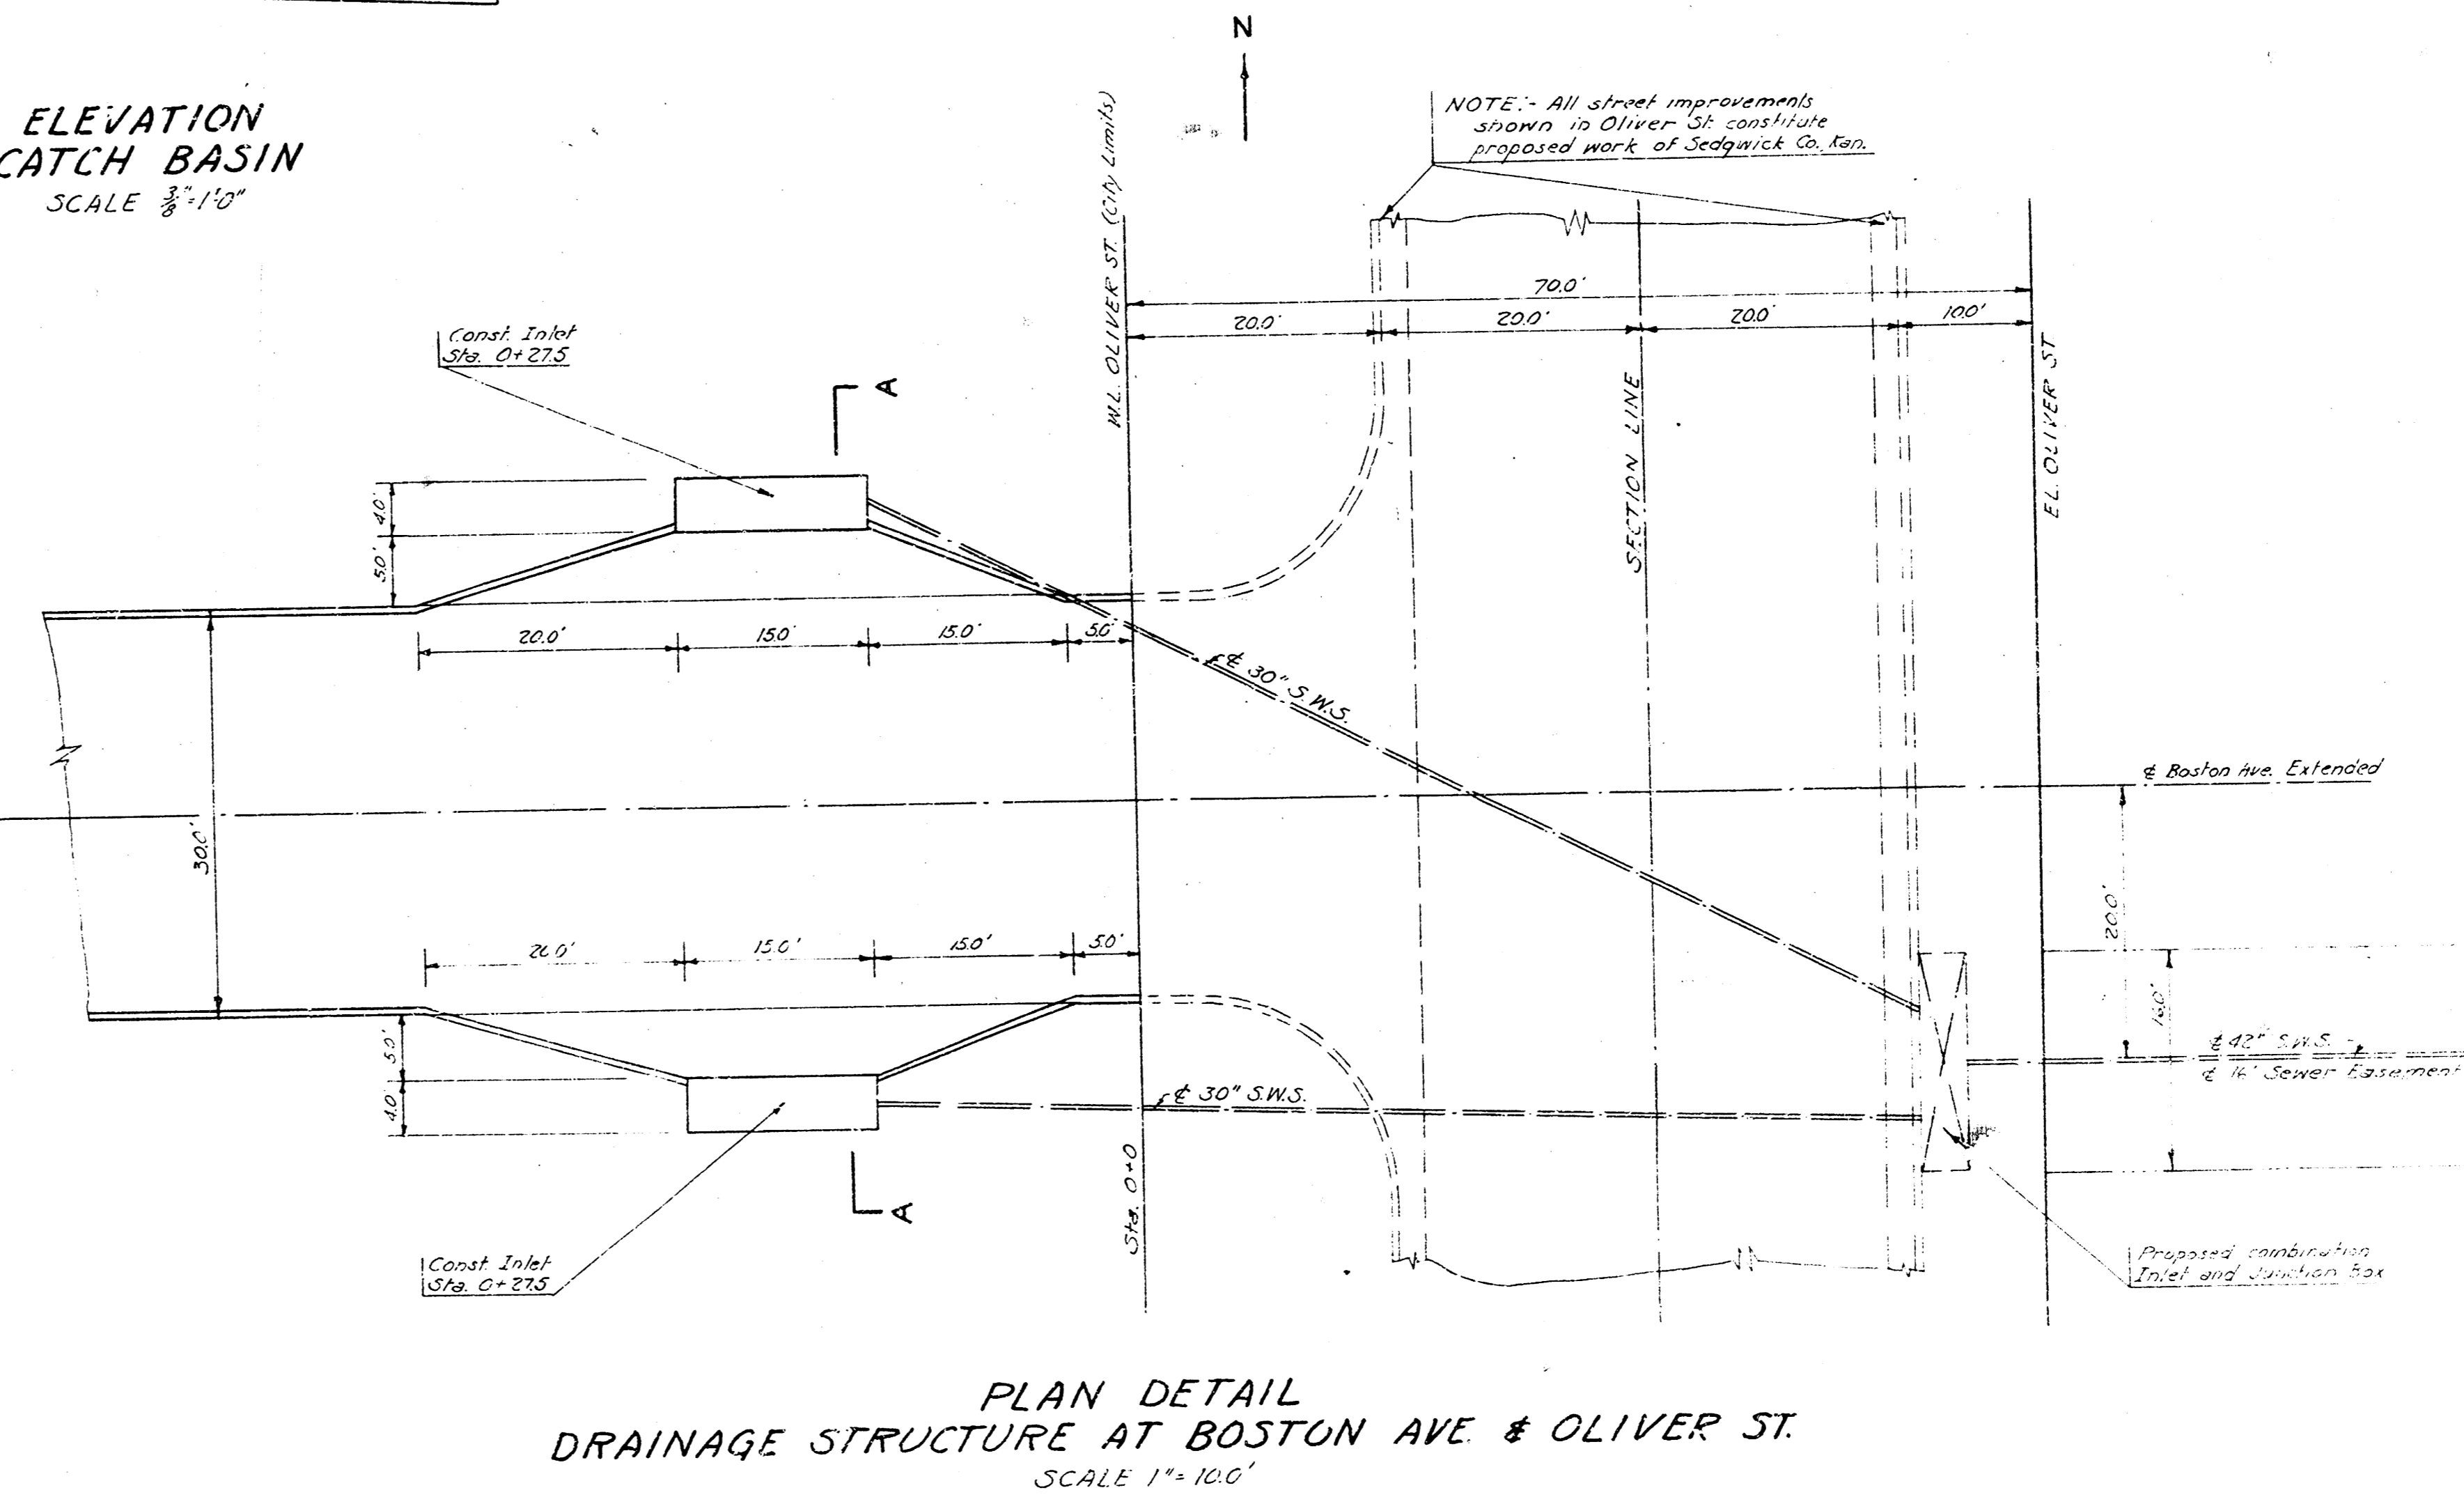 ELEVATION
CATCH BASIN
SCALE 3/8"=1'-0"
N
NOTE:- All street improvements
shown in Oliver St. constitute
proposed work of Sedgwick Co., Kan.
W.L. OLIVER ST. (City Limits)
70.0'
20.0'
20.0'
20.0'
10.0'
SECTION LINE
E.L. OLIVER ST
Const. Inlet
Sta. 0+27.5
A
4.0'
5.0'
20.0'
15.0'
15.0'
5.0'
℄ 30" S.W.S.
℄ Boston Ave. Extended
30.0'
20.0'
16.0'
20.0'
15.0'
15.0'
5.0'
5.0'
4.0'
℄ 30" S.W.S.
℄ 42" S.W.S.
℄ 16' Sewer Easement
A
Sta. 0+0
Const. Inlet
Sta. 0+27.5
Proposed combination
Inlet and Junction Box
PLAN DETAIL
DRAINAGE STRUCTURE AT BOSTON AVE. & OLIVER ST.
SCALE 1"=10.0'